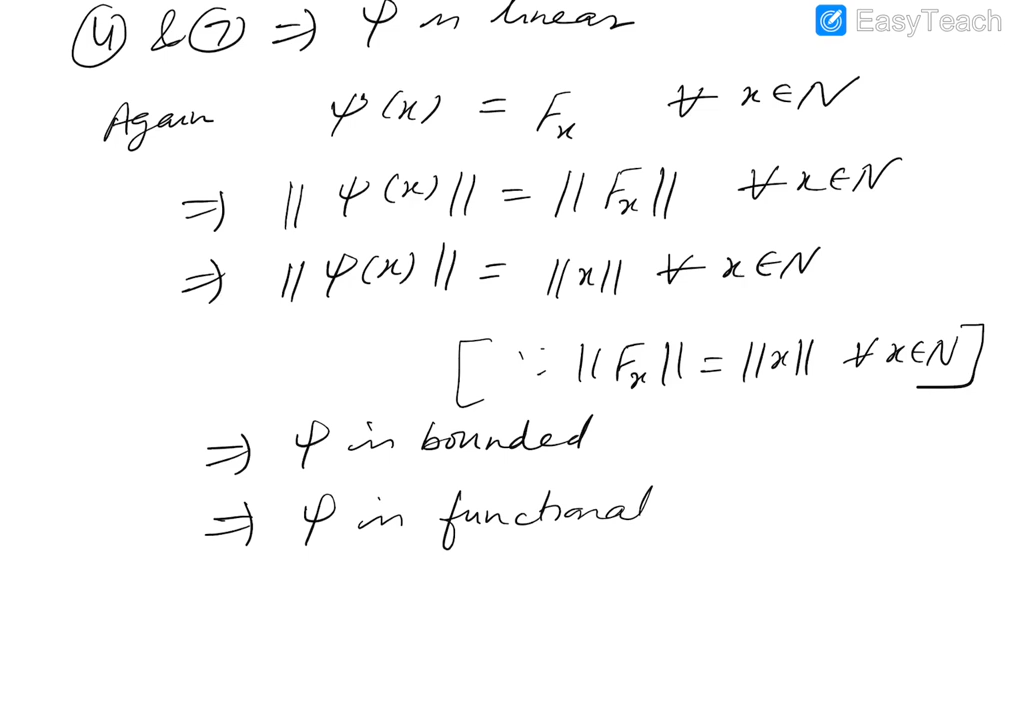 ④ & ⑦ ⇒ ψ is linear
EasyTeach
Again ψ(x) = Fₓ ∀ x∈N
⇒ || ψ(x) || = || Fₓ || ∀ x∈N
⇒ || ψ(x) || = ||x|| ∀ x∈N
[ ∵ || Fₓ || = ||x|| ∀ x∈N ]
⇒ ψ is bounded
⇒ ψ is functional